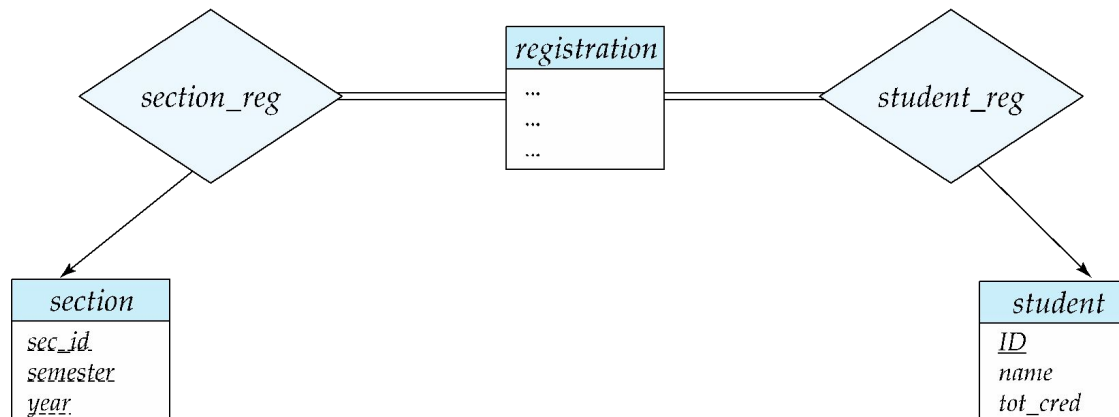 registration
section_reg
...
student_reg
...
...
section
student
sec_id
ID
semester
name
year
tot_cred